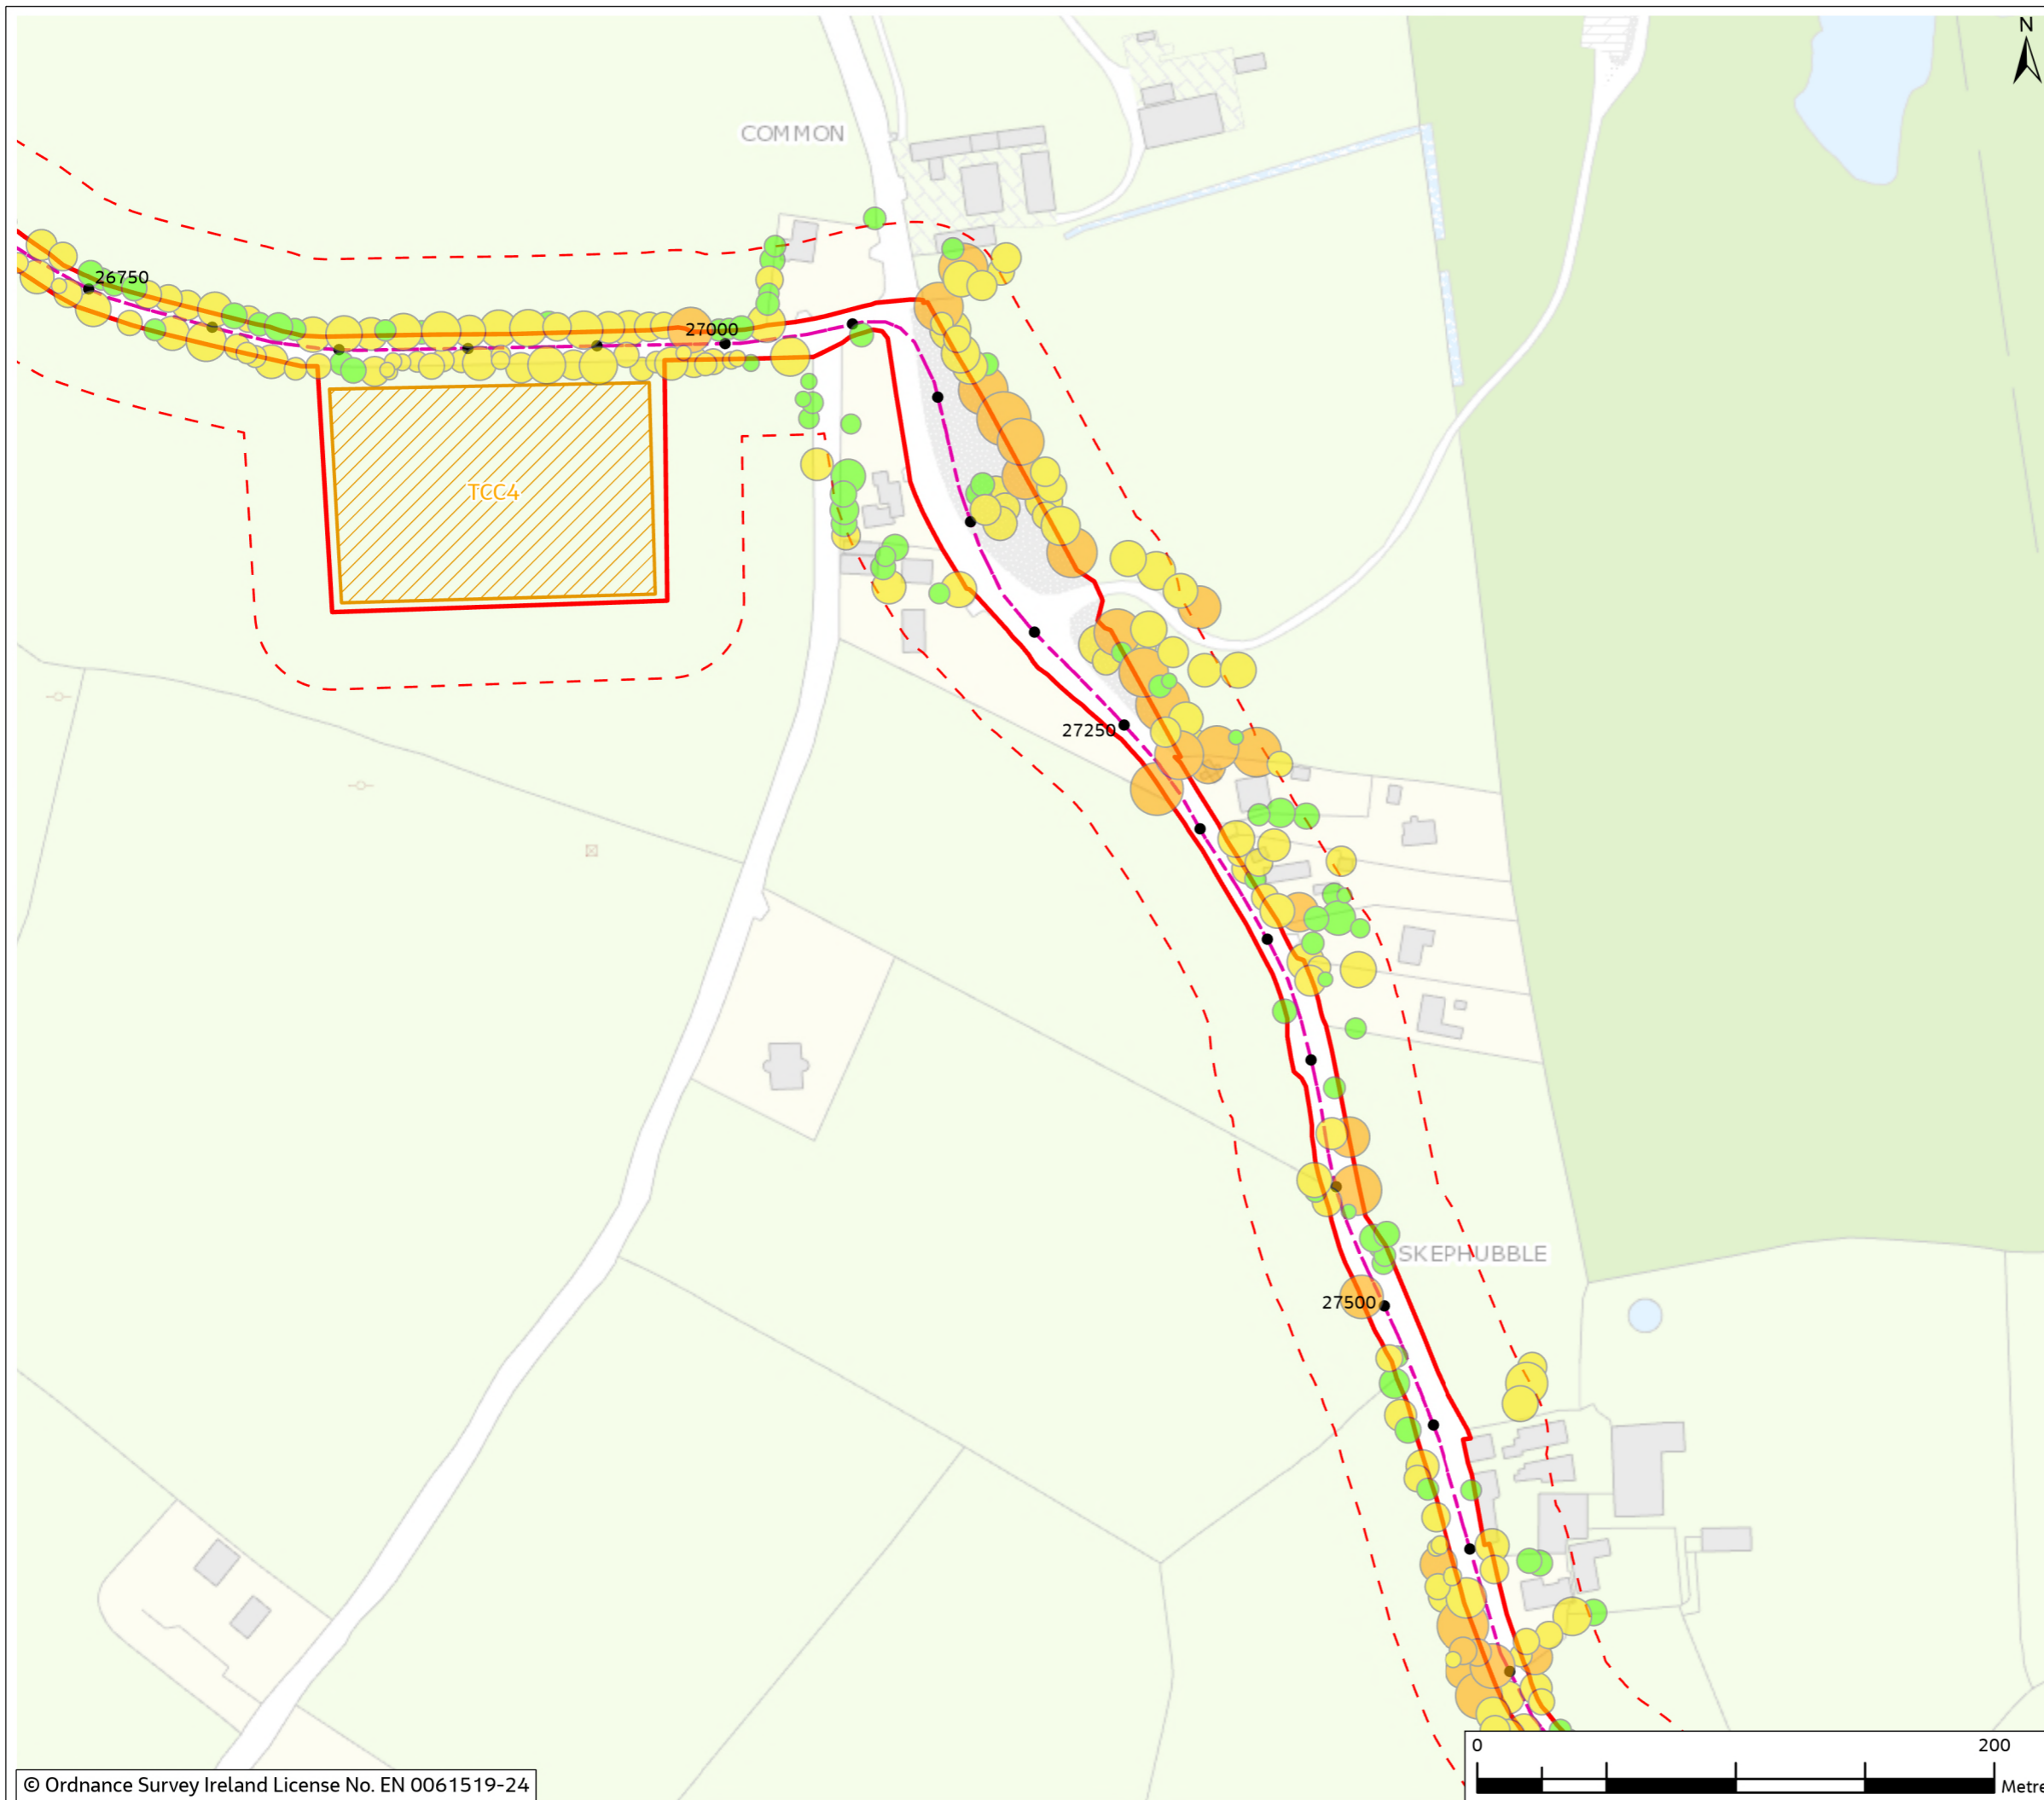 N
COMMON
26750
27000
TCC4
27250
SKEPHUBBLE
27500
0 200
Metre
© Ordnance Survey Ireland License No. EN 0061519-24